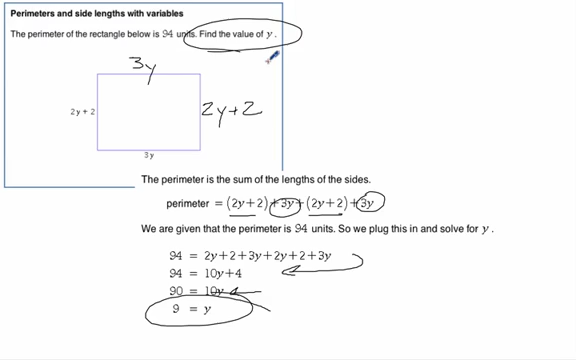 Perimeters and side lengths with variables
The perimeter of the rectangle below is 94 units. Find the value of y .
3y
2y + 2
2y+2
3y
The perimeter is the sum of the lengths of the sides.
perimeter = (2y+2)+3y+(2y+2)+3y
We are given that the perimeter is 94 units. So we plug this in and solve for y .
94 = 2y+2+3y+2y+2+3y
94 = 10y+4
90 = 10y
9 = y